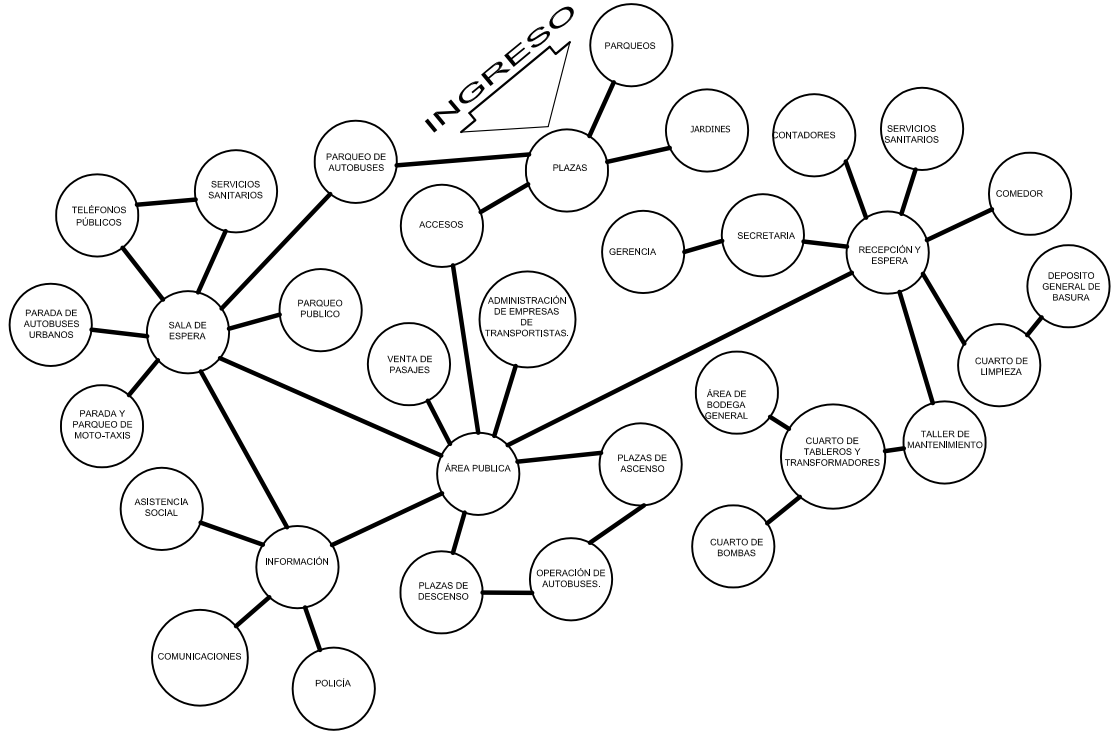 INGRESO
PARQUEOS
JARDINES
PLAZAS
PARQUEO DE
AUTOBUSES
ACCESOS
SERVICIOS
SANITARIOS
TELÉFONOS
PÚBLICOS
PARADA DE
AUTOBUSES
URBANOS
SALA DE
ESPERA
PARQUEO
PUBLICO
PARADA Y
PARQUEO DE
MOTO-TAXIS
ADMINISTRACIÓN
DE EMPRESAS
DE
TRANSPORTISTAS.
VENTA DE
PASAJES
ÁREA PUBLICA
PLAZAS DE
ASCENSO
OPERACIÓN DE
AUTOBUSES.
PLAZAS DE
DESCENSO
ASISTENCIA
SOCIAL
INFORMACIÓN
COMUNICACIONES
POLICÍA
CONTADORES
SERVICIOS
SANITARIOS
COMEDOR
GERENCIA
SECRETARIA
RECEPCIÓN Y
ESPERA
DEPOSITO
GENERAL DE
BASURA
CUARTO DE
LIMPIEZA
ÁREA DE
BODEGA
GENERAL
CUARTO DE
TABLEROS Y
TRANSFORMADORES
TALLER DE
MANTENIMIENTO
CUARTO DE
BOMBAS